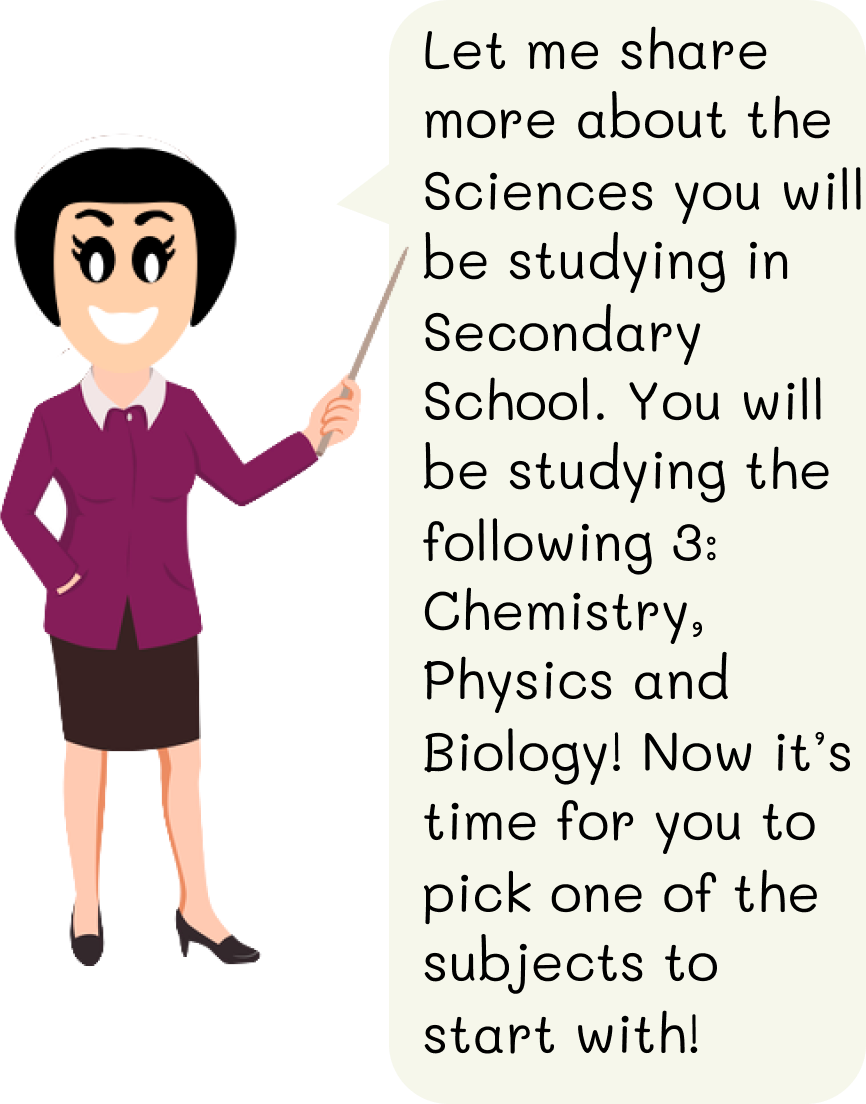 Let me share
more about the
Sciences you will
be studying in
Secondary
School. You will
be studying the
following 3:
Chemistry,
Physics and
Biology! Now it's
time for you to
pick one of the
subjects to
start with!